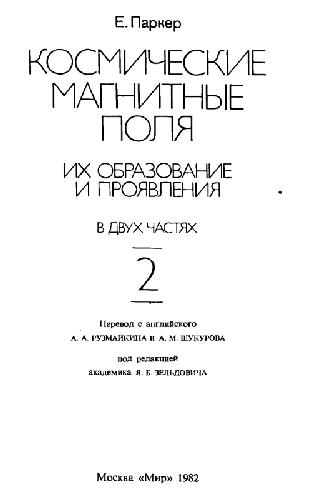 Е. Паркер
КОСМИЧЕСКИЕ
МАГНИТНЫЕ
ПОЛЯ
ИХ ОБРАЗОВАНИЕ
И ПРОЯВЛЕНИЯ
В ДВУХ ЧАСТЯХ
2
Перевод с английского
А. А. РУЗМАЙКИНА и А. М. ШУКУРОВА
под редакцией
академика Я. Б. ЗЕЛЬДОВИЧА
Москва «Мир» 1982